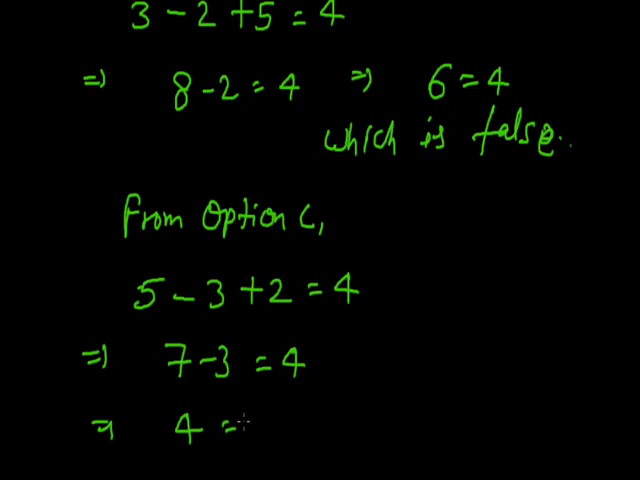 3 - 2 + 5 = 4
⇒ 8 - 2 = 4 ⇒ 6 = 4
which is false.
From Option C,
5 - 3 + 2 = 4
⇒ 7 - 3 = 4
⇒ 4 =